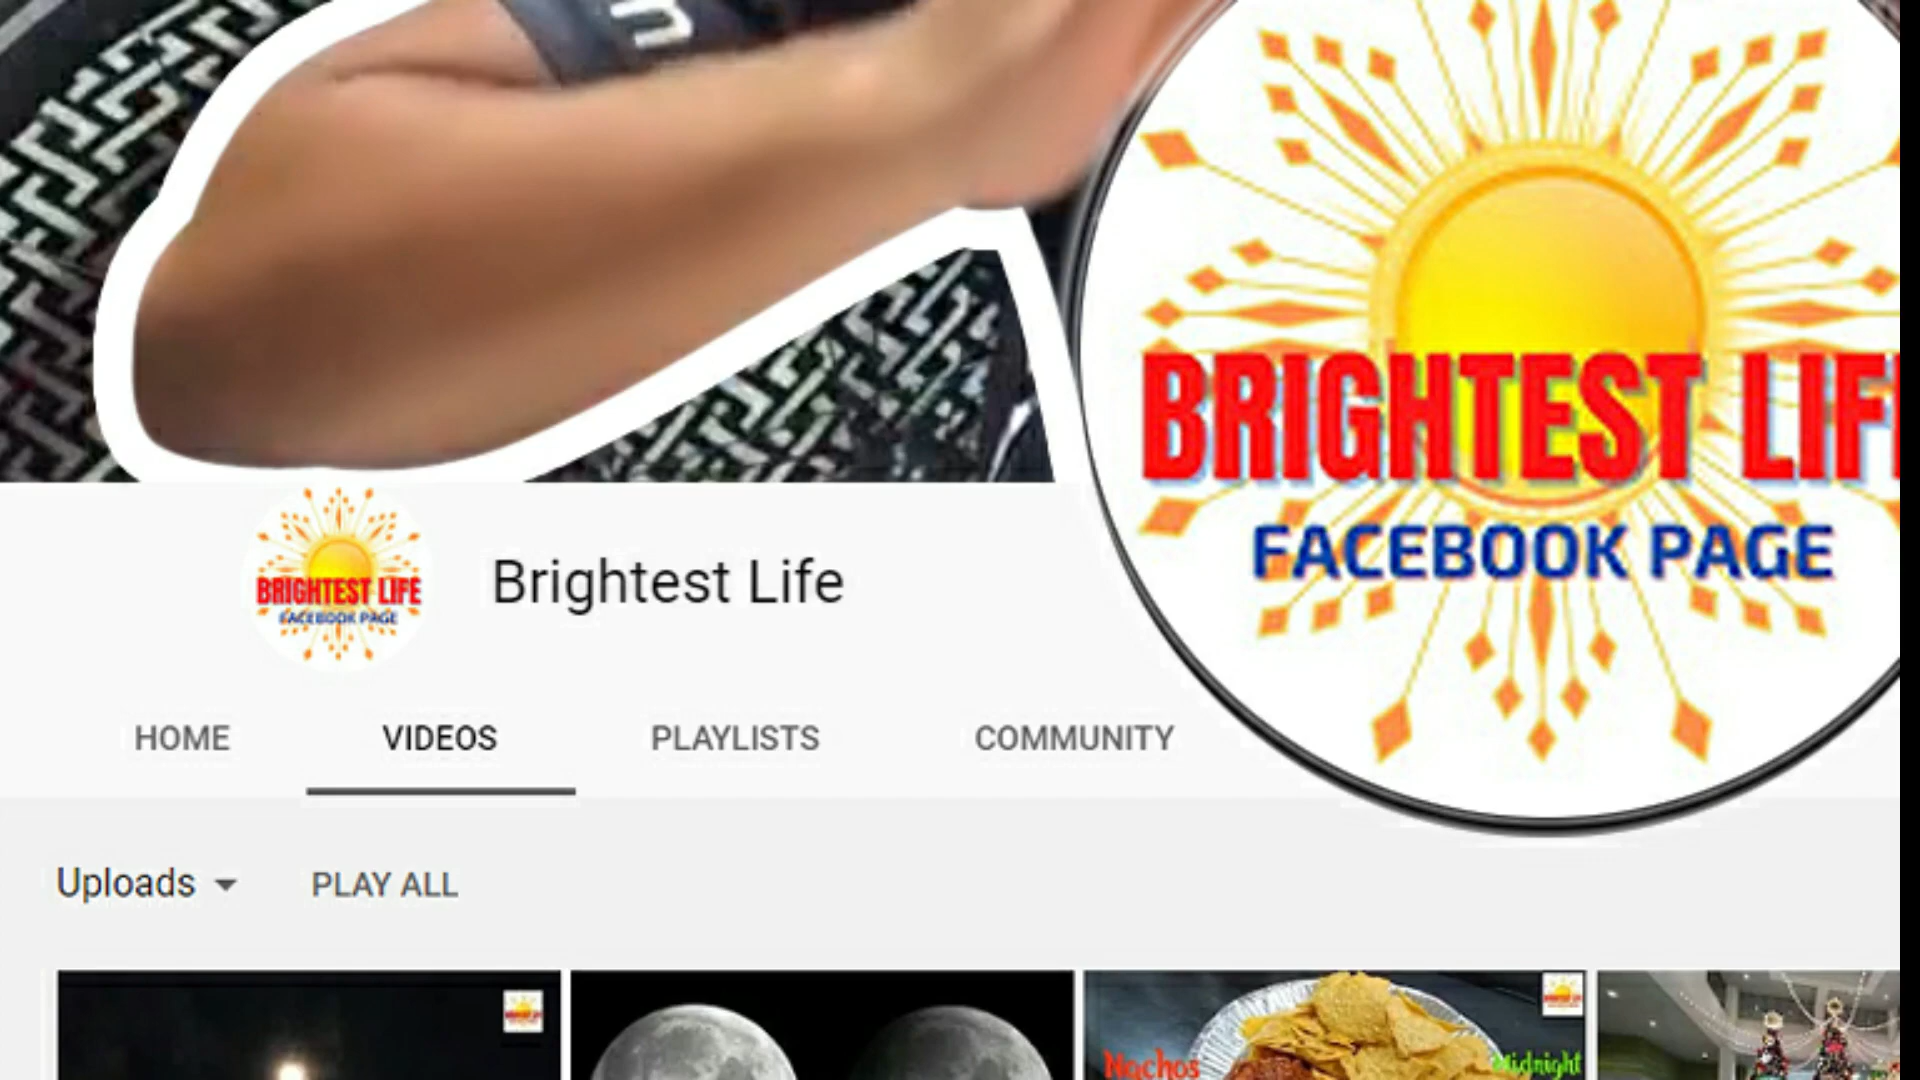 n
BRIGHTEST LIF
FACEBOOK PAGE
BRIGHTEST LIFE
FACEBOOK PAGE
Brightest Life
HOME
VIDEOS
PLAYLISTS
COMMUNITY
Uploads
PLAY ALL
Nachos
Midnight